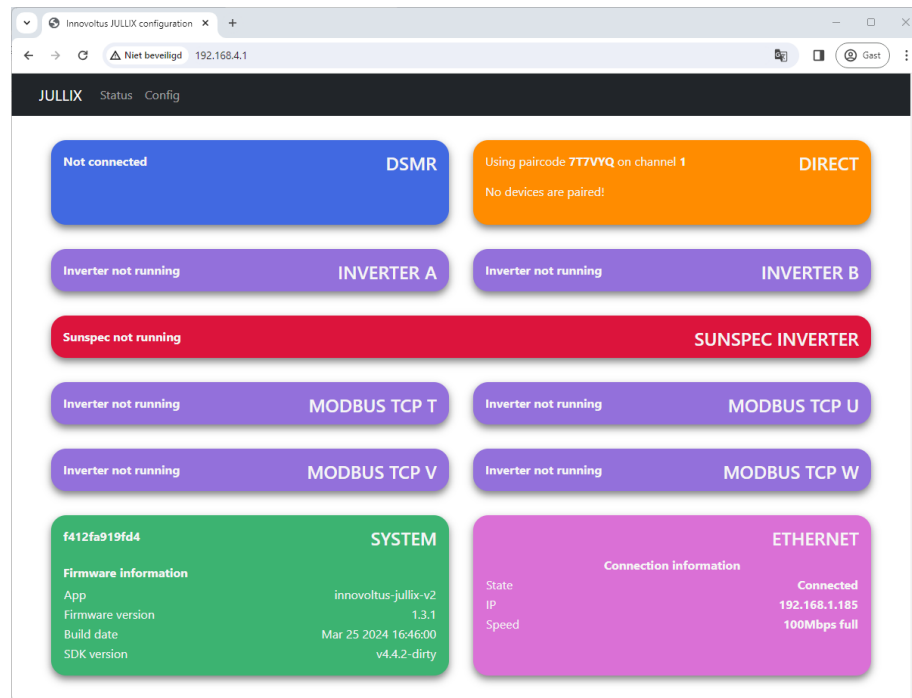 Innovoltus JULLIX configuration
Niet beveiligd 192.168.4.1 Gast
JULLIX Status Config
Not connected DSMR
Using paircode 7T7VYQ on channel 1 DIRECT
No devices are paired!
Inverter not running INVERTER A
Inverter not running INVERTER B
Sunspec not running SUNSPEC INVERTER
Inverter not running MODBUS TCP T
Inverter not running MODBUS TCP U
Inverter not running MODBUS TCP V
Inverter not running MODBUS TCP W
f412fa919fd4 SYSTEM
Firmware information
App innovoltus-jullix-v2
Firmware version 1.3.1
Build date Mar 25 2024 16:46:00
SDK version v4.4.2-dirty
ETHERNET
Connection information
State Connected
IP 192.168.1.185
Speed 100Mbps full